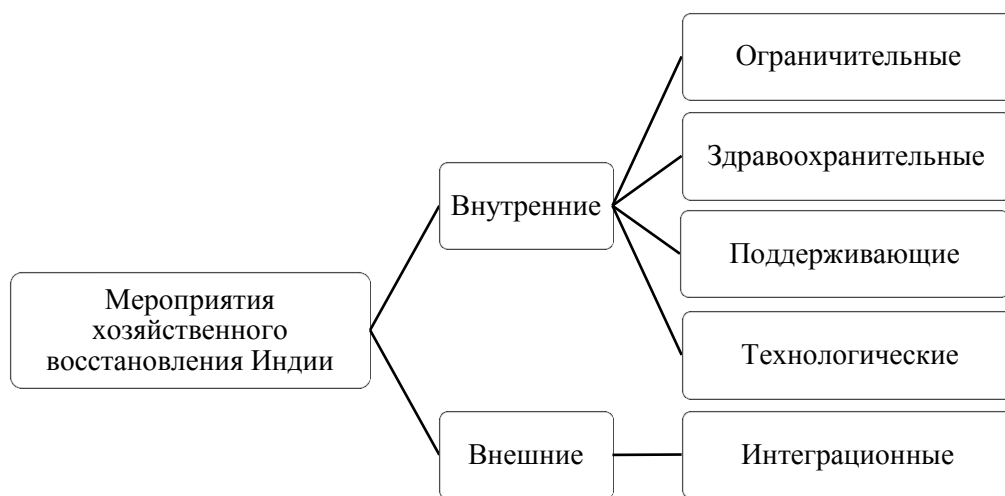 Ограничительные
Здравоохранительные
Внутренние
Поддерживающие
Мероприятия
хозяйственного
восстановления Индии
Технологические
Внешние
Интеграционные